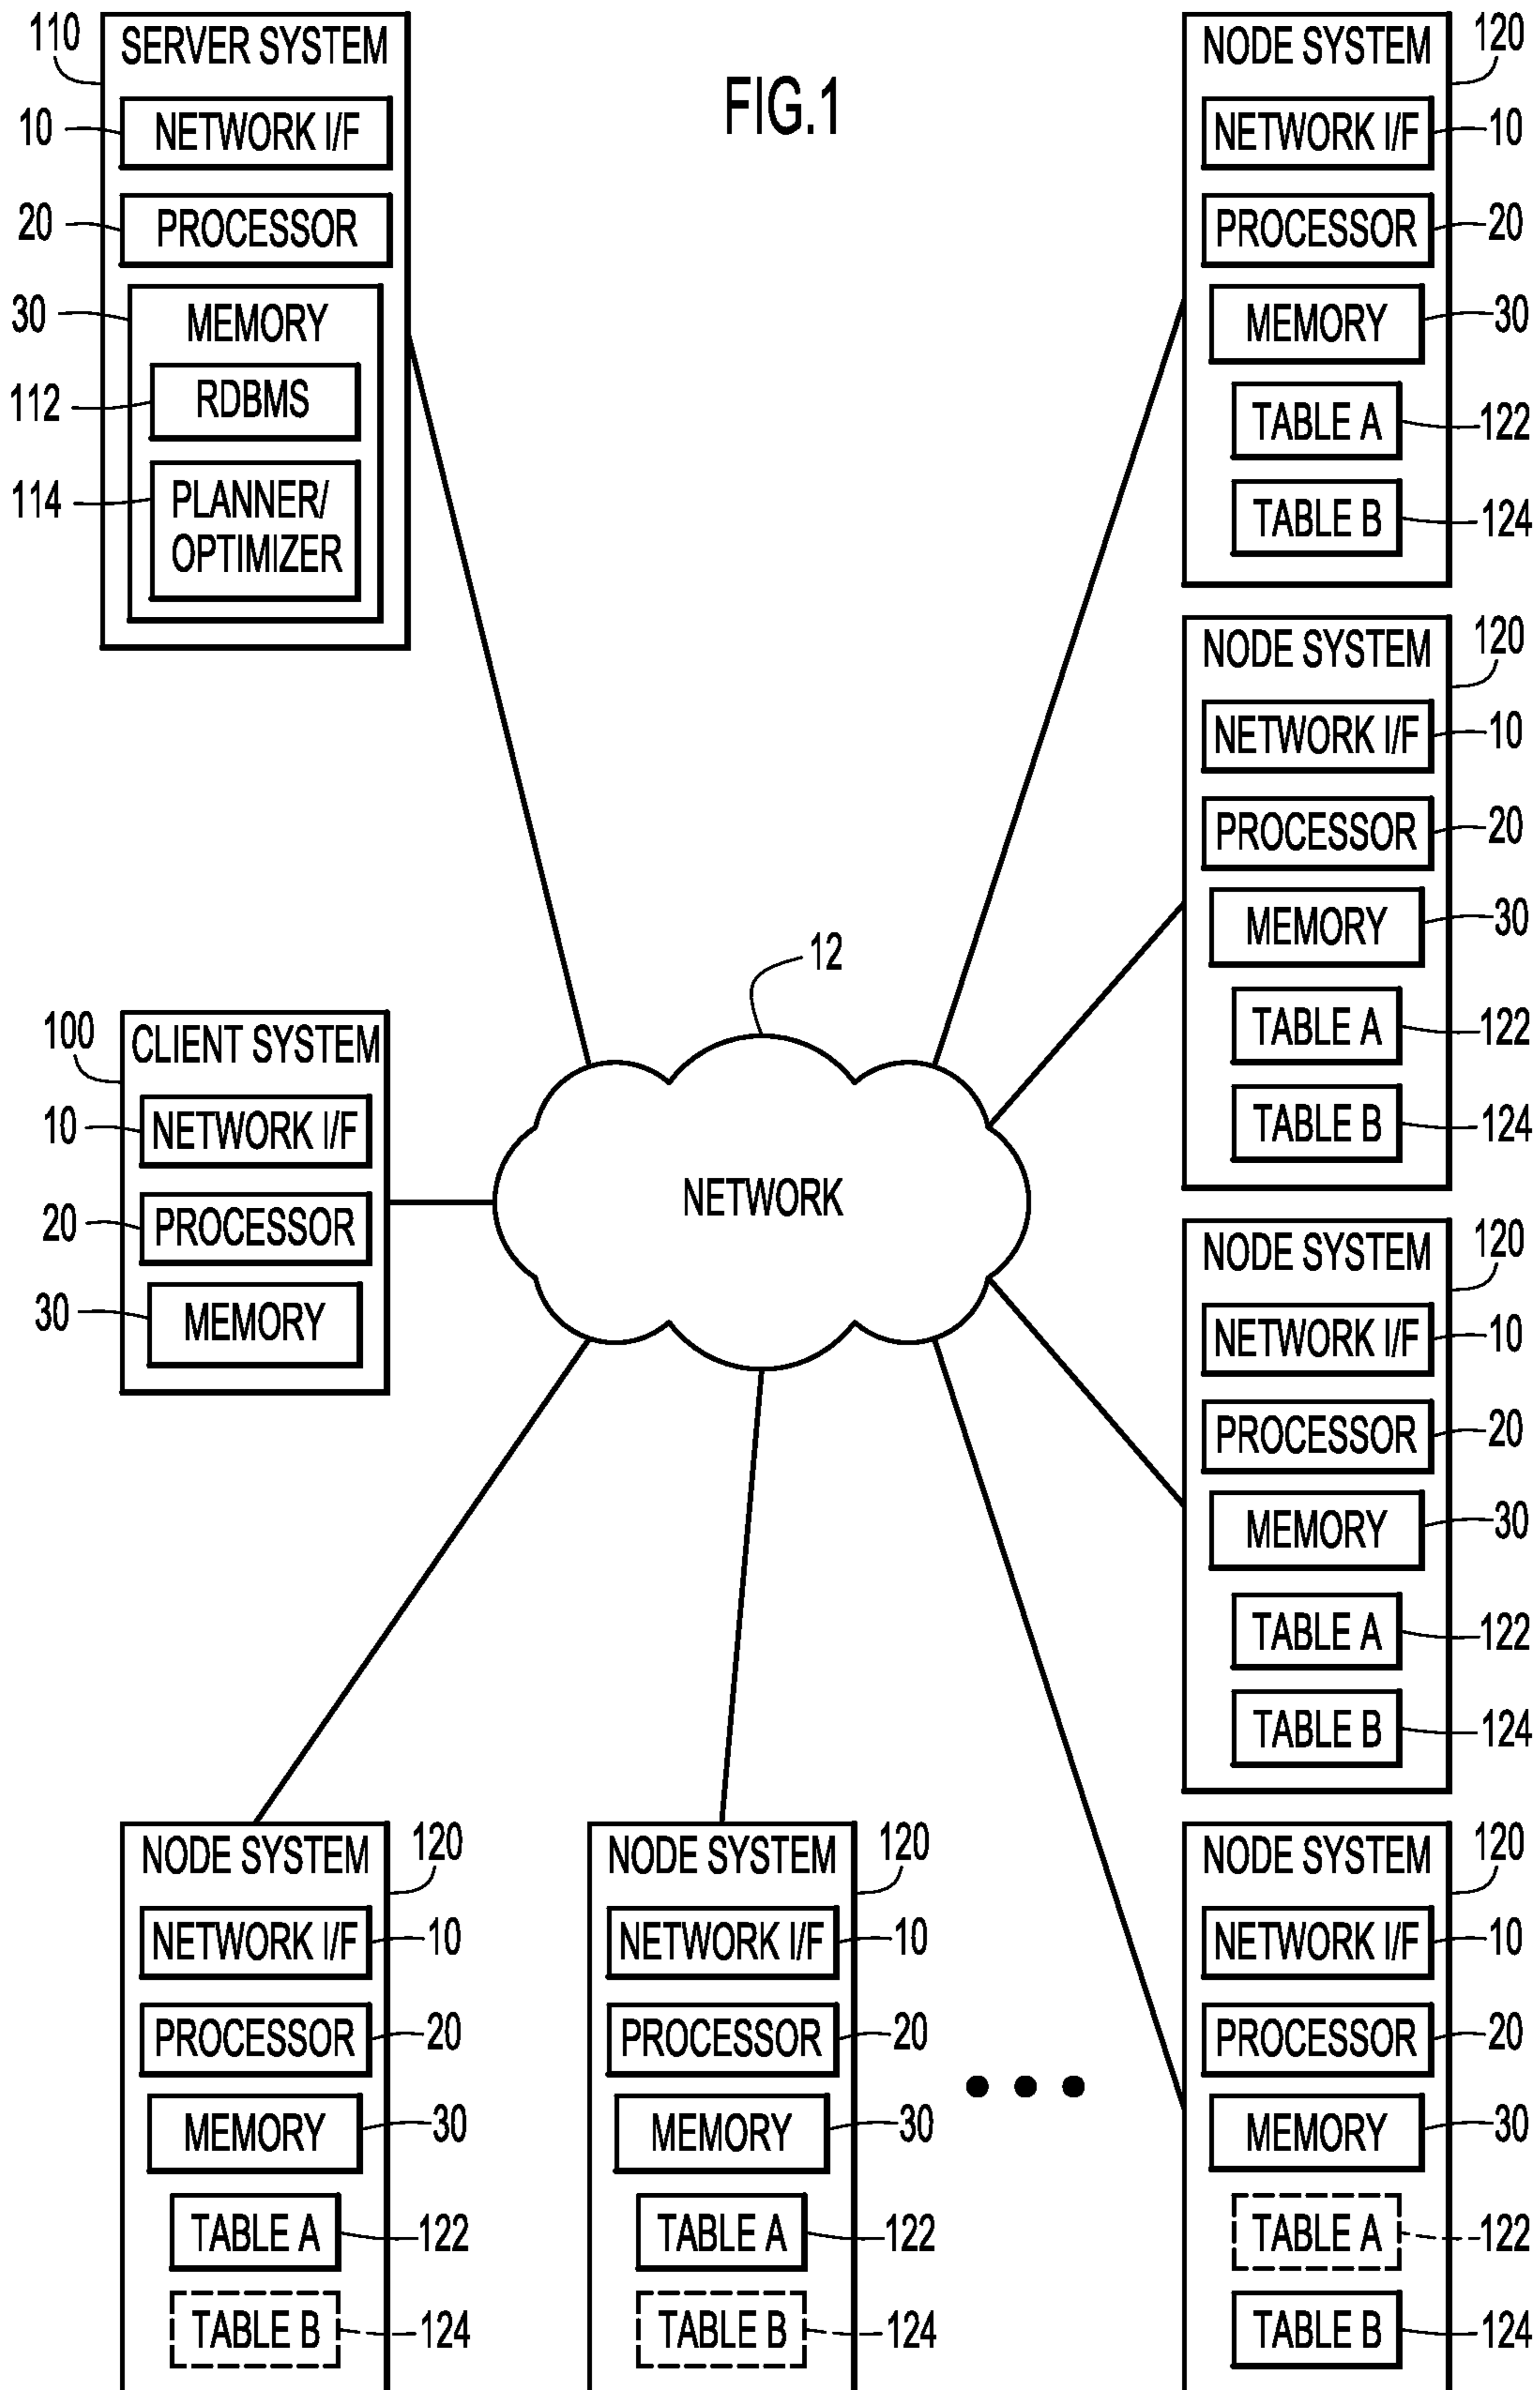 FIG.1
110
SERVER SYSTEM
10
NETWORK I/F
20
PROCESSOR
30
MEMORY
112
RDBMS
114
PLANNER/
OPTIMIZER
NODE SYSTEM
120
NETWORK I/F
10
PROCESSOR
20
MEMORY
30
TABLE A
122
TABLE B
124
NODE SYSTEM
120
NETWORK I/F
10
PROCESSOR
20
MEMORY
30
TABLE A
122
TABLE B
124
12
NETWORK
100
CLIENT SYSTEM
10
NETWORK I/F
20
PROCESSOR
30
MEMORY
NODE SYSTEM
120
NETWORK I/F
10
PROCESSOR
20
MEMORY
30
TABLE A
122
TABLE B
124
NODE SYSTEM
120
NETWORK I/F
10
PROCESSOR
20
MEMORY
30
TABLE A
122
TABLE B
124
NODE SYSTEM
120
NETWORK I/F
10
PROCESSOR
20
MEMORY
30
TABLE A
122
TABLE B
124
NODE SYSTEM
120
NETWORK I/F
10
PROCESSOR
20
MEMORY
30
TABLE A
122
TABLE B
124